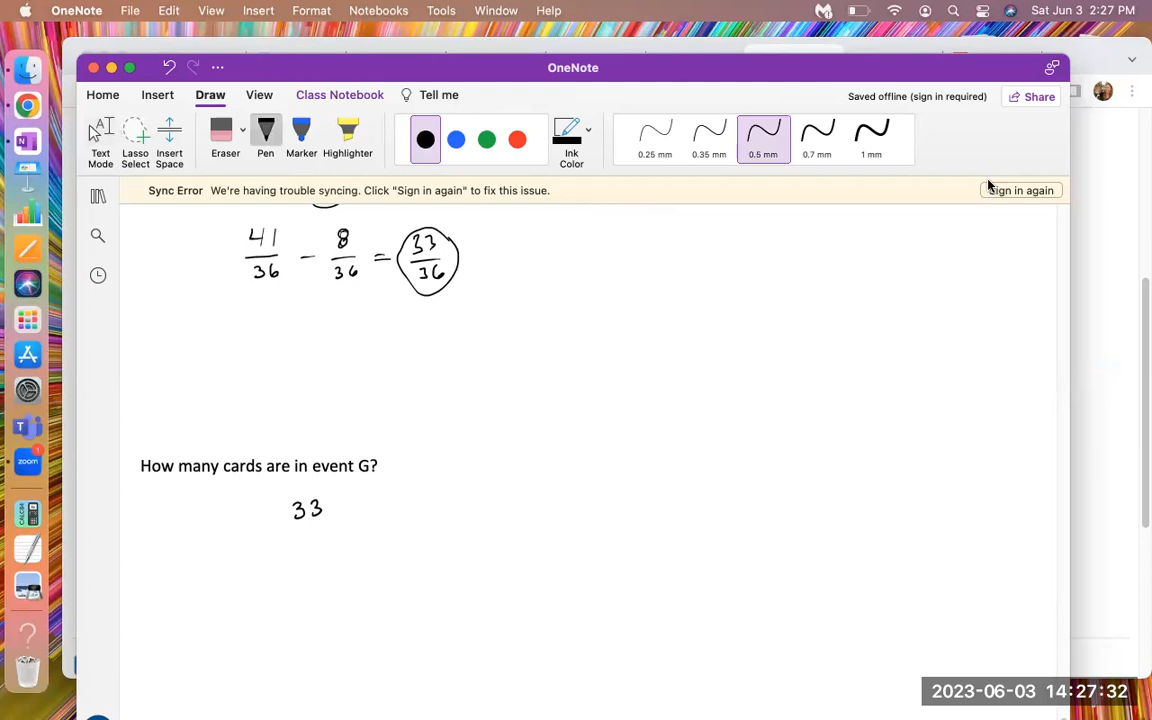 OneNote File Edit View Insert Format Notebooks Tools Window Help Sat Jun 3 2:27 PM
OneNote
Home Insert Draw View Class Notebook Tell me Saved offline (sign in required) Share
Text Mode Lasso Select Insert Space Eraser Pen Marker Highlighter Ink Color 0.25 mm 0.35 mm 0.5 mm 0.7 mm 1 mm
Sync Error We're having trouble syncing. Click "Sign in again" to fix this issue. Sign in again
41/36 - 8/36 = 33/36
How many cards are in event G?
33
CALC84
zoom
1
2023-06-03 14:27:32